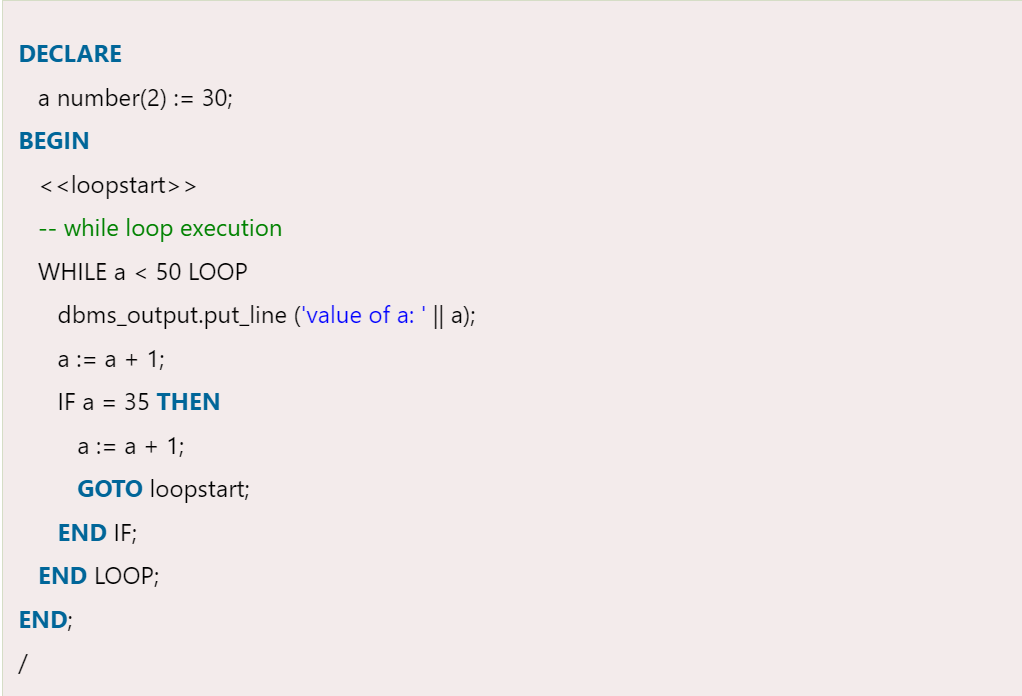 DECLARE
a number(2) := 30;
BEGIN
<<loopstart>>
-- while loop execution
WHILE a < 50 LOOP
dbms_output.put_line ('value of a: ' || a);
a := a + 1;
IF a = 35 THEN
a := a + 1;
GOTO loopstart;
END IF;
END LOOP;
END;
/